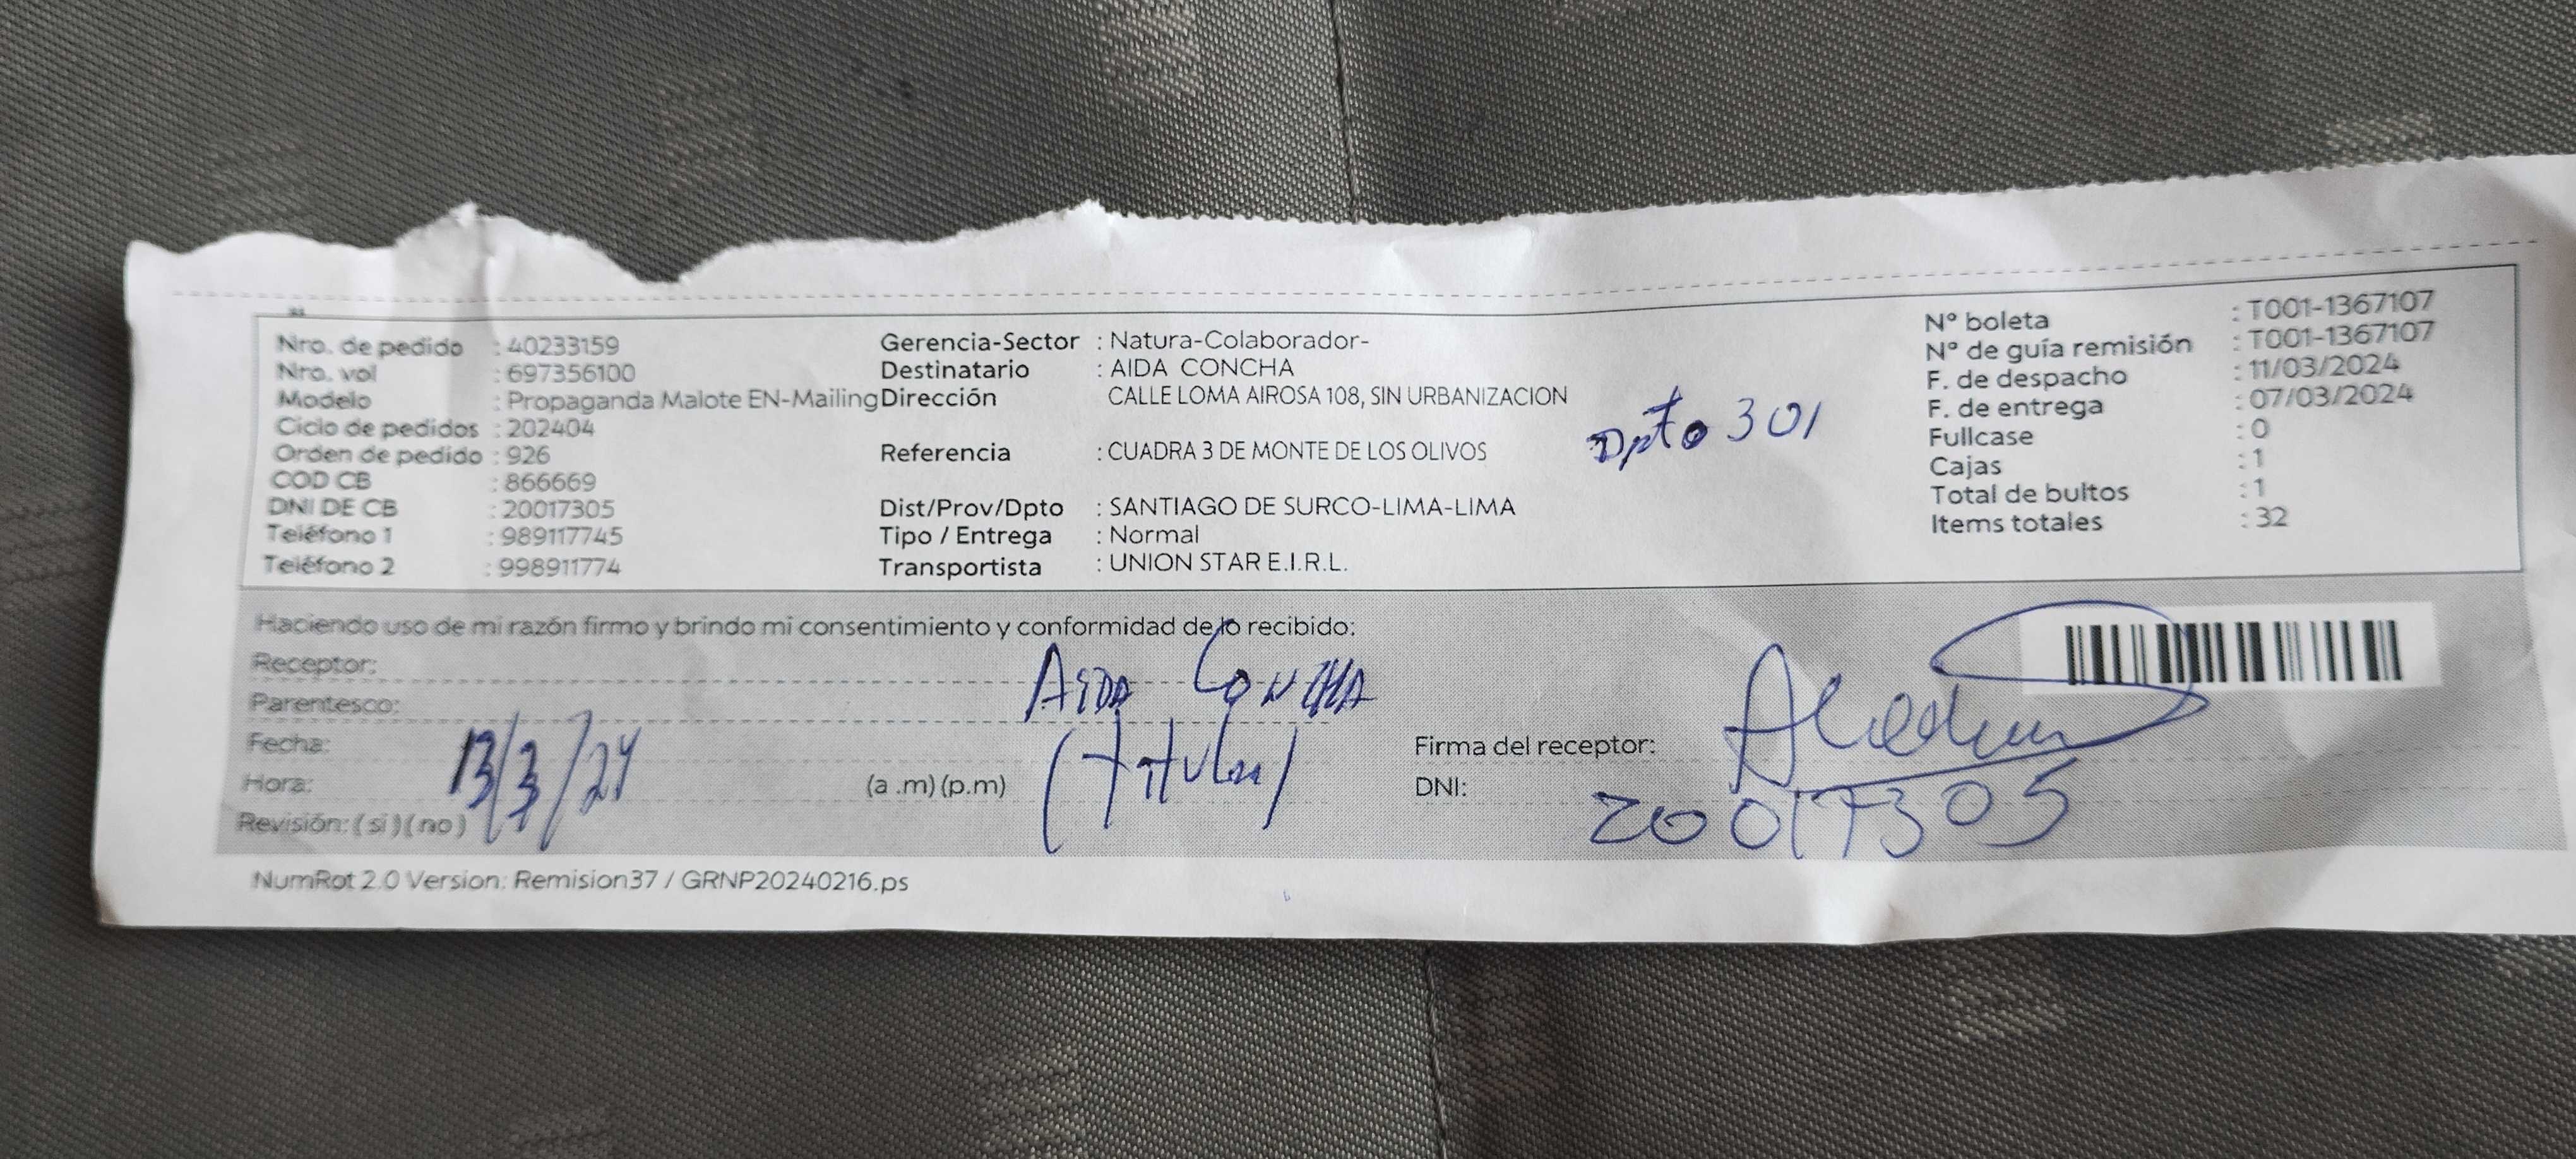 Nro. de pedido : 40233159
Nro. vol : 697356100
Modelo : Propaganda Malote EN-Mailing
Ciclo de pedidos : 202404
Orden de pedido : 926
COD CB : 866669
DNI DE CB : 20017305
Teléfono 1 : 989117745
Teléfono 2 : 998911774
Gerencia-Sector : Natura-Colaborador-
Destinatario : AIDA CONCHA
Dirección CALLE LOMA AIROSA 108, SIN URBANIZACION
Dpto 301
Referencia : CUADRA 3 DE MONTE DE LOS OLIVOS
Dist/Prov/Dpto : SANTIAGO DE SURCO-LIMA-LIMA
Tipo / Entrega : Normal
Transportista : UNION STAR E.I.R.L.
N° boleta : T001-1367107
N° de guía remisión : T001-1367107
F. de despacho : 11/03/2024
F. de entrega : 07/03/2024
Fullcase : 0
Cajas : 1
Total de bultos : 1
Items totales : 32
Haciendo uso de mi razón firmo y brindo mi consentimiento y conformidad de lo recibido:
Receptor: AIDA CONCHA
Parentesco: (titular)
Fecha: 13/3/24
Hora: (a .m) (p.m)
Revisión: ( si ) ( no )
Firma del receptor:
DNI: 20017305
NumRot 2.0 Version: Remision37 / GRNP20240216.ps